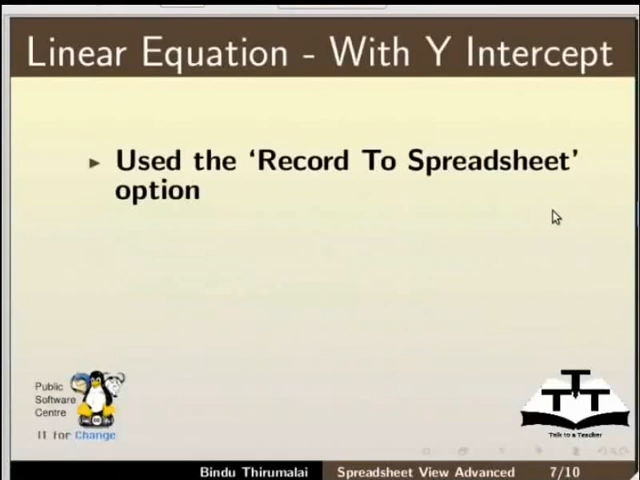 Linear Equation - With Y Intercept
Used the ‘Record To Spreadsheet’
option
Public
Software
Centre
IT for Change
TTT
Talk to a Teacher
Bindu Thirumalai Spreadsheet View Advanced 7/10